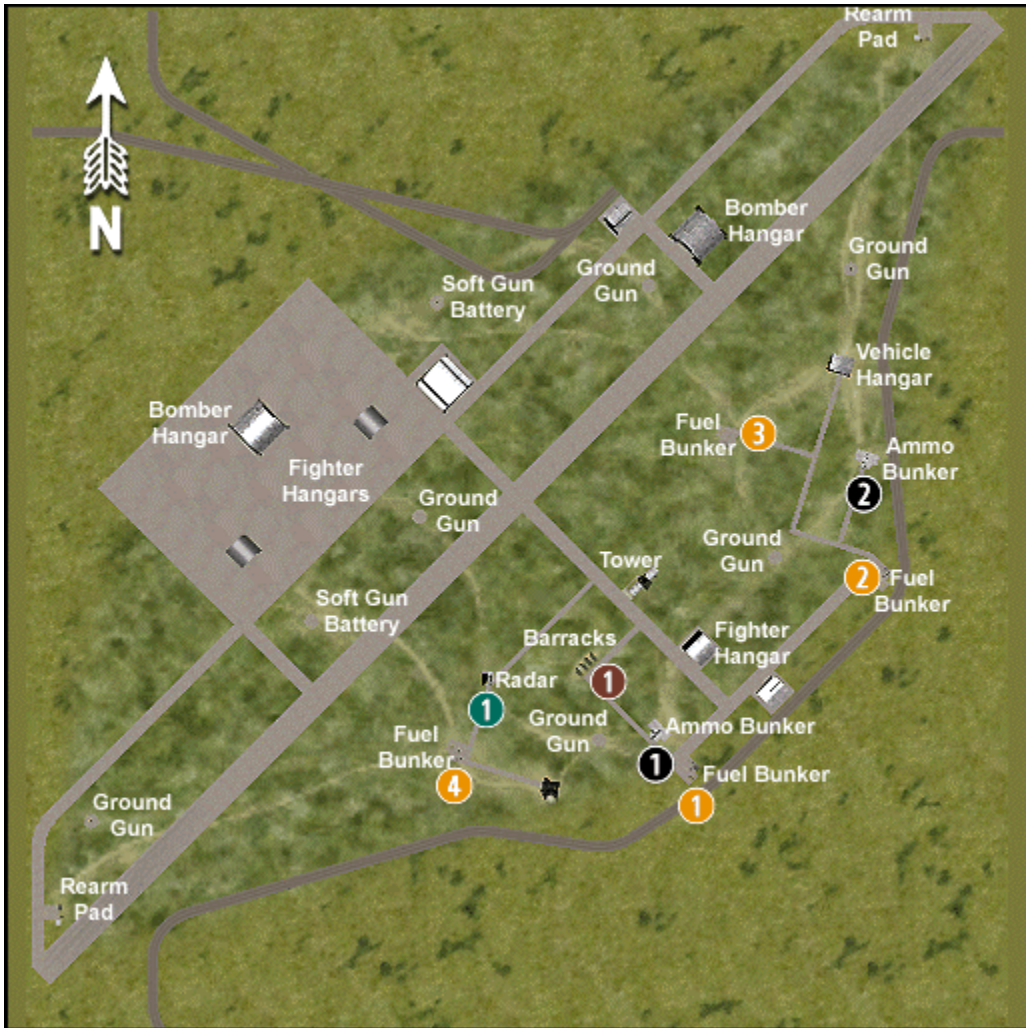 Rearm
Pad
N
Bomber
Hangar
Ground
Gun
Ground
Gun
Soft Gun
Battery
Vehicle
Hangar
Bomber
Hangar
Fuel
Bunker
3
Fighter
Hangars
Ammo
Bunker
2
Ground
Gun
Ground
Gun
Tower
2
Fuel
Bunker
Soft Gun
Battery
Barracks
1
Fighter
Hangar
Radar
1
Ground
Gun
Ammo Bunker
1
Fuel
Bunker
4
Fuel Bunker
1
Ground
Gun
Rearm
Pad